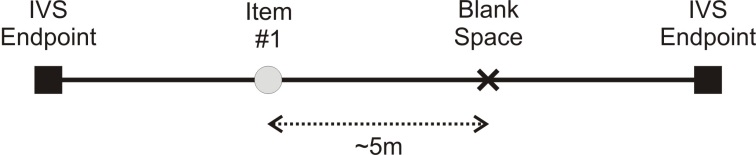 IVS
Endpoint
Item
#1
Blank
Space
IVS
Endpoint
~5m